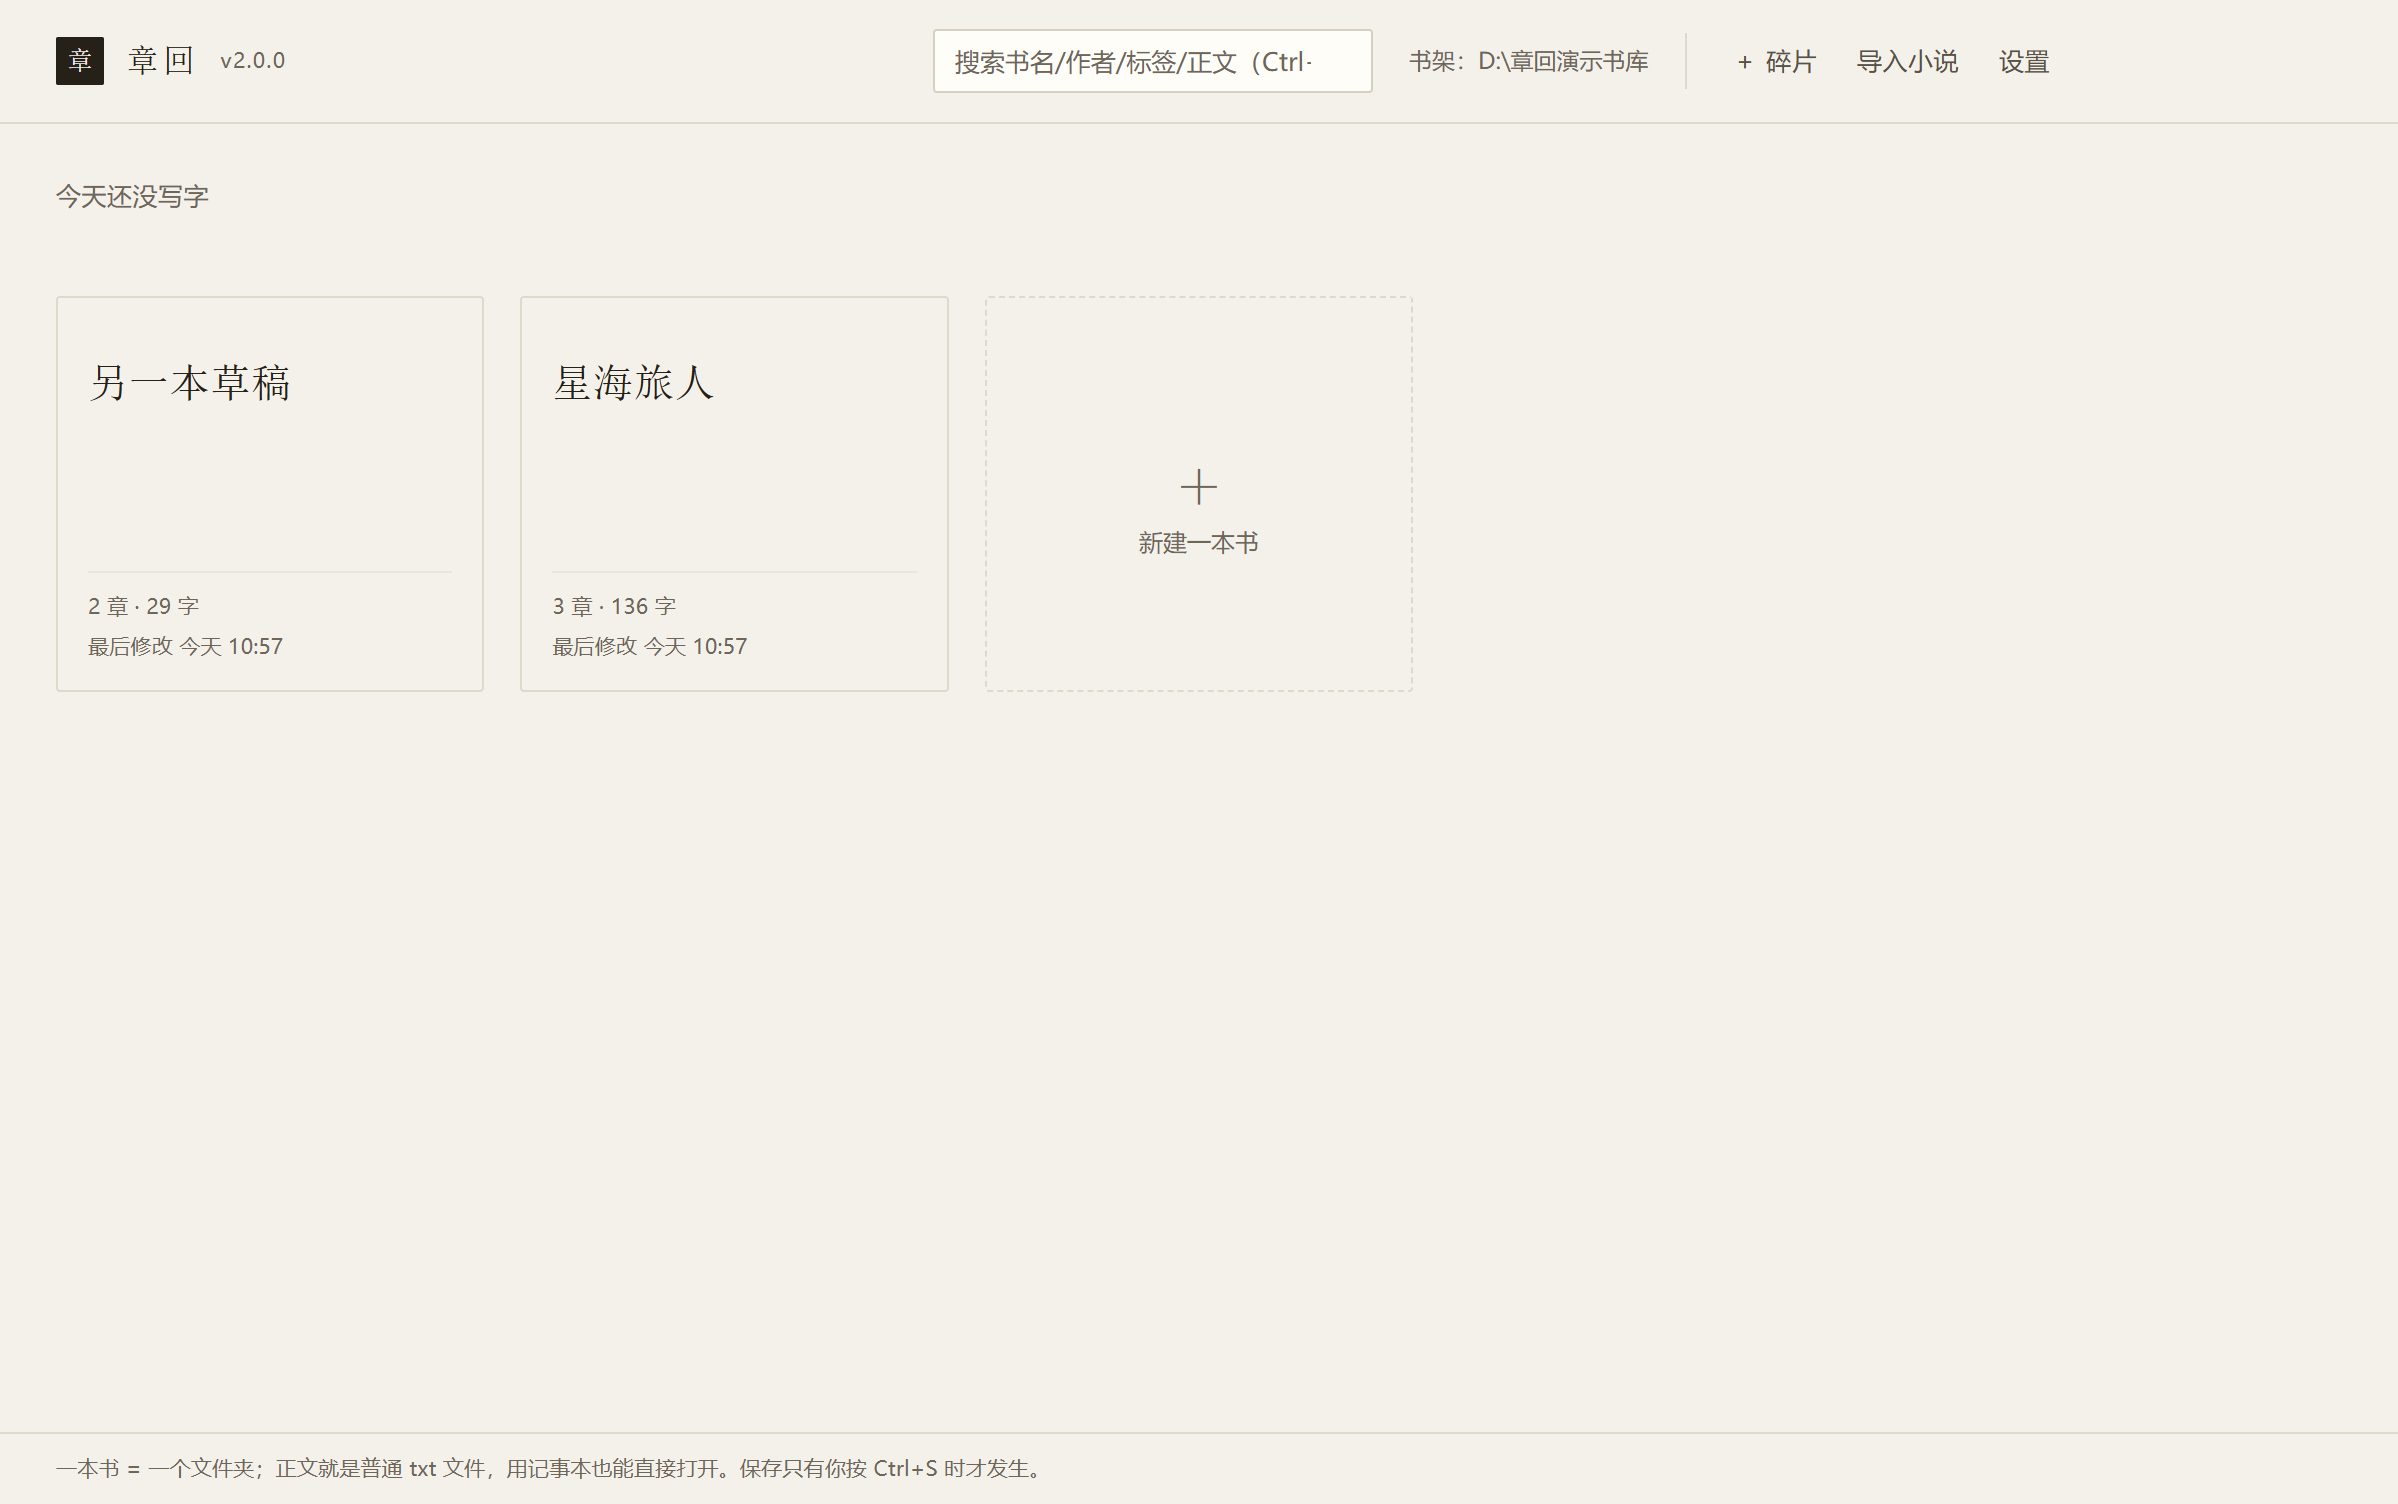 章 章回 v2.0.0
搜索书名/作者/标签/正文（Ctrl- 书架：D:\章回演示书库 + 碎片 导入小说 设置
今天还没写字
另一本草稿
2 章 · 29 字
最后修改 今天 10:57
星海旅人
3 章 · 136 字
最后修改 今天 10:57
新建一本书
一本书 = 一个文件夹；正文就是普通 txt 文件，用记事本也能直接打开。保存只有你按 Ctrl+S 时才发生。